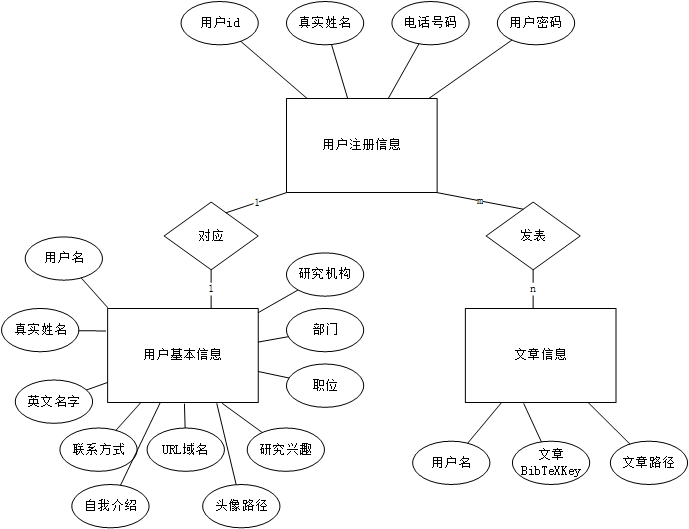 用户id
真实姓名
电话号码
用户密码
用户注册信息
1
m
对应
发表
用户名
研究机构
1
n
真实姓名
部门
用户基本信息
文章信息
职位
英文名字
联系方式
URL域名
研究兴趣
用户名
文章
BibTeXKey
文章路径
自我介绍
头像路径